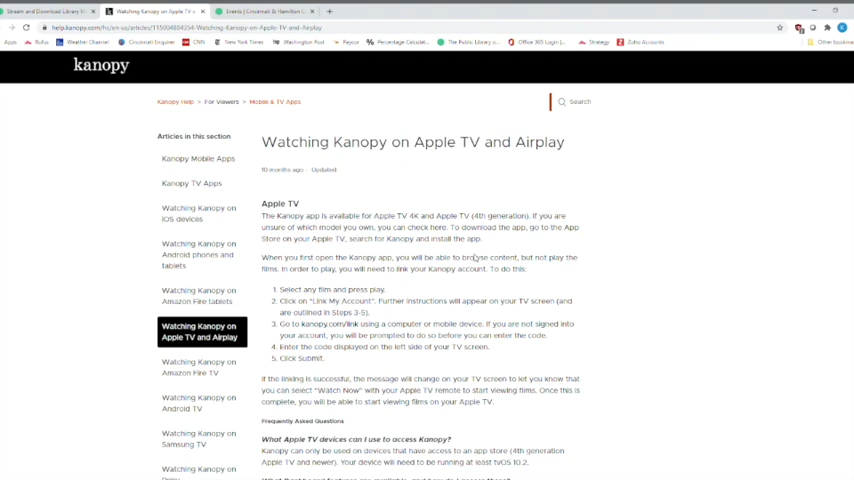 Stream and Download Library M
Watching Kanopy on Apple TV a
Events | Cincinnati & Hamilton
help.kanopy.com/hc/en-us/articles/115004864354-Watching-Kanopy-on-Apple-TV-and-Airplay
Apps Rufus Weather Channel Cincinnati Enquirer CNN New York Times Washington Post Paycor Percentage Calculat... The Public Library o... Office 365 Login |... Strategy Zoho Accounts Other bookma
kanopy
Kanopy Help > For Viewers > Mobile & TV Apps
Search
Articles in this section
Kanopy Mobile Apps
Kanopy TV Apps
Watching Kanopy on
iOS devices
Watching Kanopy on
Android phones and
tablets
Watching Kanopy on
Amazon Fire tablets
Watching Kanopy on
Apple TV and Airplay
Watching Kanopy on
Amazon Fire TV
Watching Kanopy on
Android TV
Watching Kanopy on
Samsung TV
Watching Kanopy on
Watching Kanopy on Apple TV and Airplay
10 months ago · Updated
Apple TV
The Kanopy app is available for Apple TV 4K and Apple TV (4th generation). If you are
unsure of which model you own, you can check here. To download the app, go to the App
Store on your Apple TV, search for Kanopy and install the app.
When you first open the Kanopy app, you will be able to browse content, but not play the
films. In order to play, you will need to link your Kanopy account. To do this:
1. Select any film and press play.
2. Click on "Link My Account". Further instructions will appear on your TV screen (and
are outlined in Steps 3-5).
3. Go to kanopy.com/link using a computer or mobile device. If you are not signed into
your account, you will be prompted to do so before you can enter the code.
4. Enter the code displayed on the left side of your TV screen.
5. Click Submit.
If the linking is successful, the message will change on your TV screen to let you know that
you can select "Watch Now" with your Apple TV remote to start viewing films. Once this is
complete, you will be able to start viewing films on your Apple TV.
Frequently Asked Questions
What Apple TV devices can I use to access Kanopy?
Kanopy can only be used on devices that have access to an app store (4th generation
Apple TV and newer). Your device will need to be running at least tvOS 10.2.